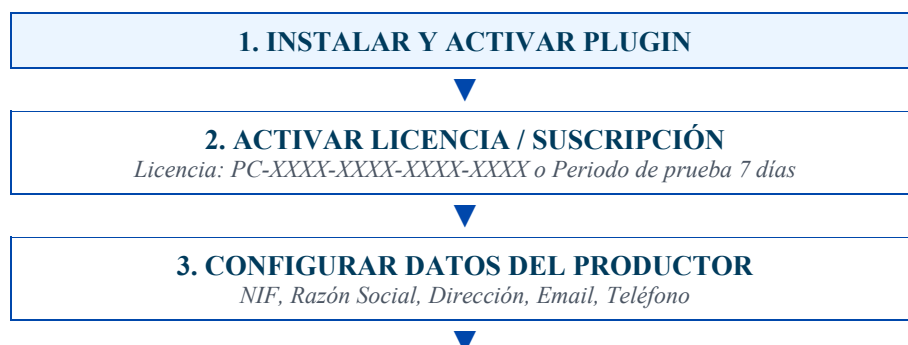 1. INSTALAR Y ACTIVAR PLUGIN
2. ACTIVAR LICENCIA / SUSCRIPCIÓN
Licencia: PC-XXXX-XXXX-XXXX-XXXX o Periodo de prueba 7 días
3. CONFIGURAR DATOS DEL PRODUCTOR
NIF, Razón Social, Dirección, Email, Teléfono